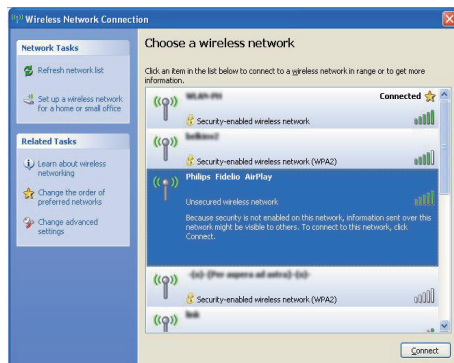 Wireless Network Connection
Network Tasks
Refresh network list
Set up a wireless network
for a home or small office
Related Tasks
Learn about wireless
networking
Change the order of
preferred networks
Change advanced
settings
Choose a wireless network
Click an item in the list below to connect to a wireless network in range or to get more
information.
Connected
Security-enabled wireless network
Security-enabled wireless network (WPA2)
Philips Fidelio AirPlay
Unsecured wireless network
Because security is not enabled on this network, information sent over this
network might be visible to others. To connect to this network, click
Connect.
Security-enabled wireless network (WPA2)
Connect